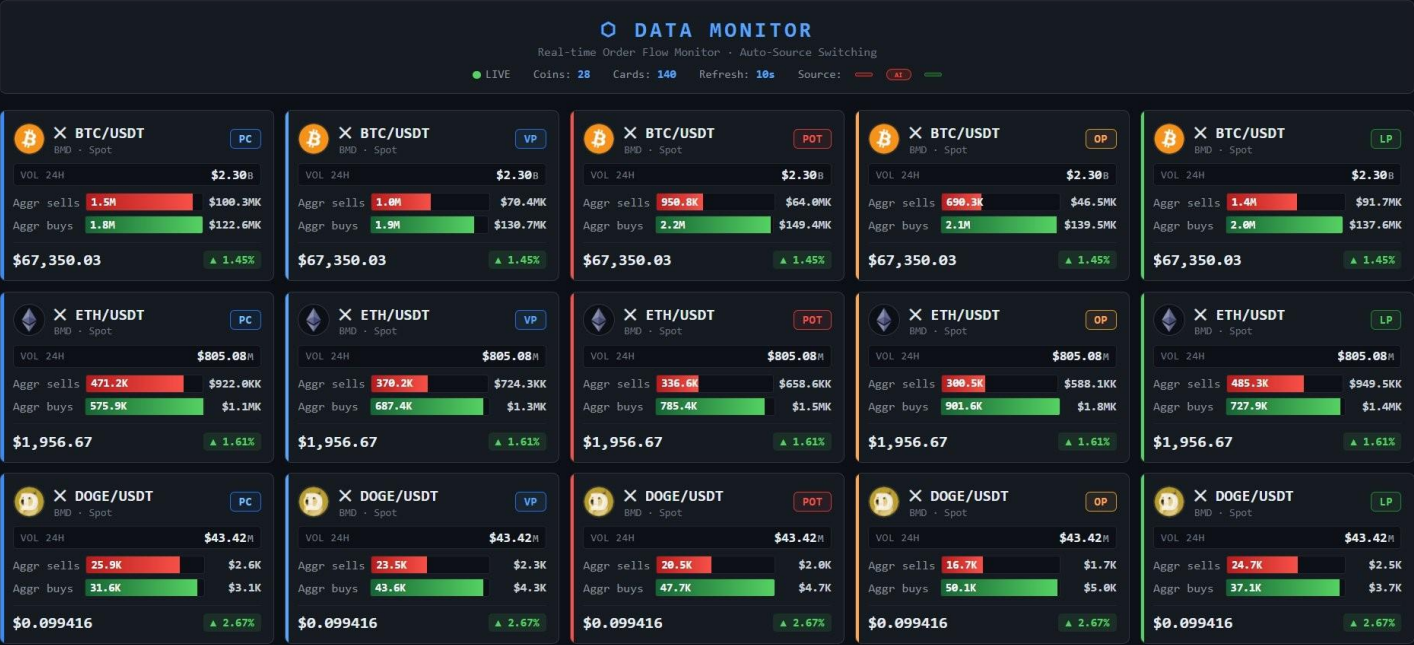 DATA MONITOR
Real-time Order Flow Monitor · Auto-Source Switching
LIVE Coins: 28 Cards: 140 Refresh: 10s Source: AI
BTC/USDT PC
BMD · Spot
VOL 24H $2.30B
Aggr sells 1.5M $100.3MK
Aggr buys 1.8M $122.6MK
$67,350.03 ▲ 1.45%
BTC/USDT VP
BMD · Spot
VOL 24H $2.30B
Aggr sells 1.0M $70.4MK
Aggr buys 1.9M $130.7MK
$67,350.03 ▲ 1.45%
BTC/USDT POT
BMD · Spot
VOL 24H $2.30B
Aggr sells 950.8K $64.0MK
Aggr buys 2.2M $149.4MK
$67,350.03 ▲ 1.45%
BTC/USDT OP
BMD · Spot
VOL 24H $2.30B
Aggr sells 690.3K $46.5MK
Aggr buys 2.1M $139.5MK
$67,350.03 ▲ 1.45%
BTC/USDT LP
BMD · Spot
VOL 24H $2.30B
Aggr sells 1.4M $91.7MK
Aggr buys 2.0M $137.6MK
$67,350.03 ▲ 1.45%
ETH/USDT PC
BMD · Spot
VOL 24H $805.08M
Aggr sells 471.2K $922.0KK
Aggr buys 575.9K $1.1MK
$1,956.67 ▲ 1.61%
ETH/USDT VP
BMD · Spot
VOL 24H $805.08M
Aggr sells 370.2K $724.3KK
Aggr buys 687.4K $1.3MK
$1,956.67 ▲ 1.61%
ETH/USDT POT
BMD · Spot
VOL 24H $805.08M
Aggr sells 336.6K $658.6KK
Aggr buys 785.4K $1.5MK
$1,956.67 ▲ 1.61%
ETH/USDT OP
BMD · Spot
VOL 24H $805.08M
Aggr sells 300.5K $588.1KK
Aggr buys 901.6K $1.8MK
$1,956.67 ▲ 1.61%
ETH/USDT LP
BMD · Spot
VOL 24H $805.08M
Aggr sells 485.3K $949.5KK
Aggr buys 727.9K $1.4MK
$1,956.67 ▲ 1.61%
DOGE/USDT PC
BMD · Spot
VOL 24H $43.42M
Aggr sells 25.9K $2.6K
Aggr buys 31.6K $3.1K
$0.099416 ▲ 2.67%
DOGE/USDT VP
BMD · Spot
VOL 24H $43.42M
Aggr sells 23.5K $2.3K
Aggr buys 43.6K $4.3K
$0.099416 ▲ 2.67%
DOGE/USDT POT
BMD · Spot
VOL 24H $43.42M
Aggr sells 20.5K $2.0K
Aggr buys 47.7K $4.7K
$0.099416 ▲ 2.67%
DOGE/USDT OP
BMD · Spot
VOL 24H $43.42M
Aggr sells 16.7K $1.7K
Aggr buys 50.1K $5.0K
$0.099416 ▲ 2.67%
DOGE/USDT LP
BMD · Spot
VOL 24H $43.42M
Aggr sells 24.7K $2.5K
Aggr buys 37.1K $3.7K
$0.099416 ▲ 2.67%